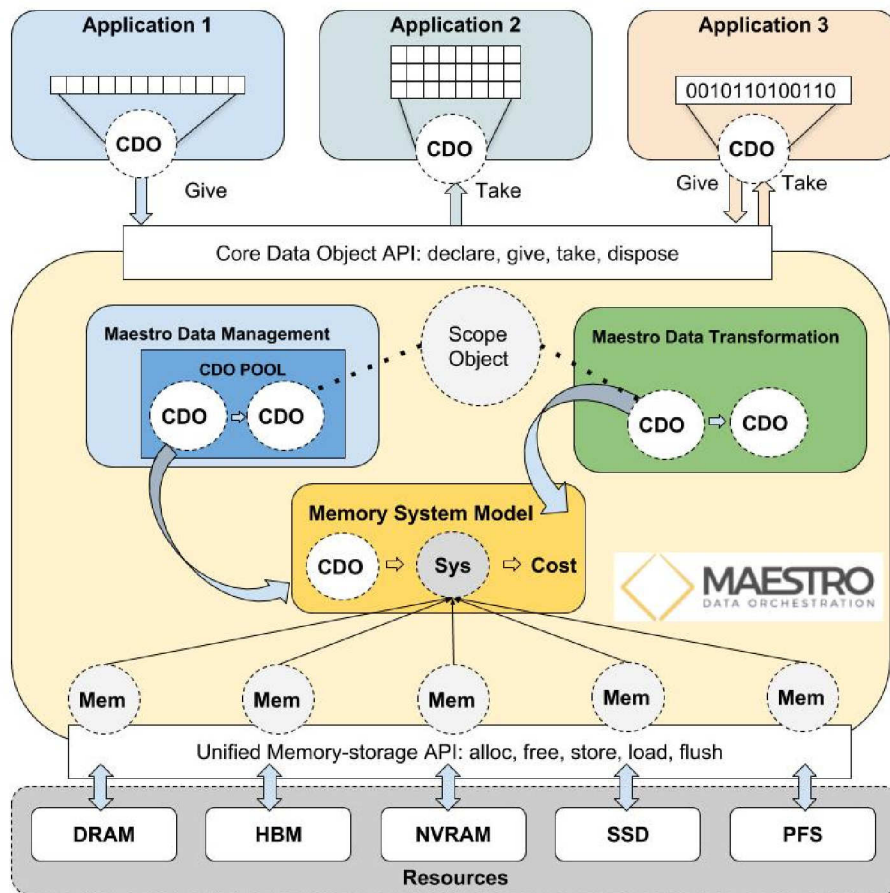 Application 1
Application 2
Application 3
0010110100110
CDO
CDO
CDO
Give
Take
Give
Take
Core Data Object API: declare, give, take, dispose
Maestro Data Management
CDO POOL
CDO
CDO
Scope
Object
Maestro Data Transformation
CDO
CDO
Memory System Model
CDO
Sys
Cost
MAESTRO
DATA ORCHESTRATION
Mem
Mem
Mem
Mem
Mem
Unified Memory-storage API: alloc, free, store, load, flush
DRAM
HBM
NVRAM
SSD
PFS
Resources